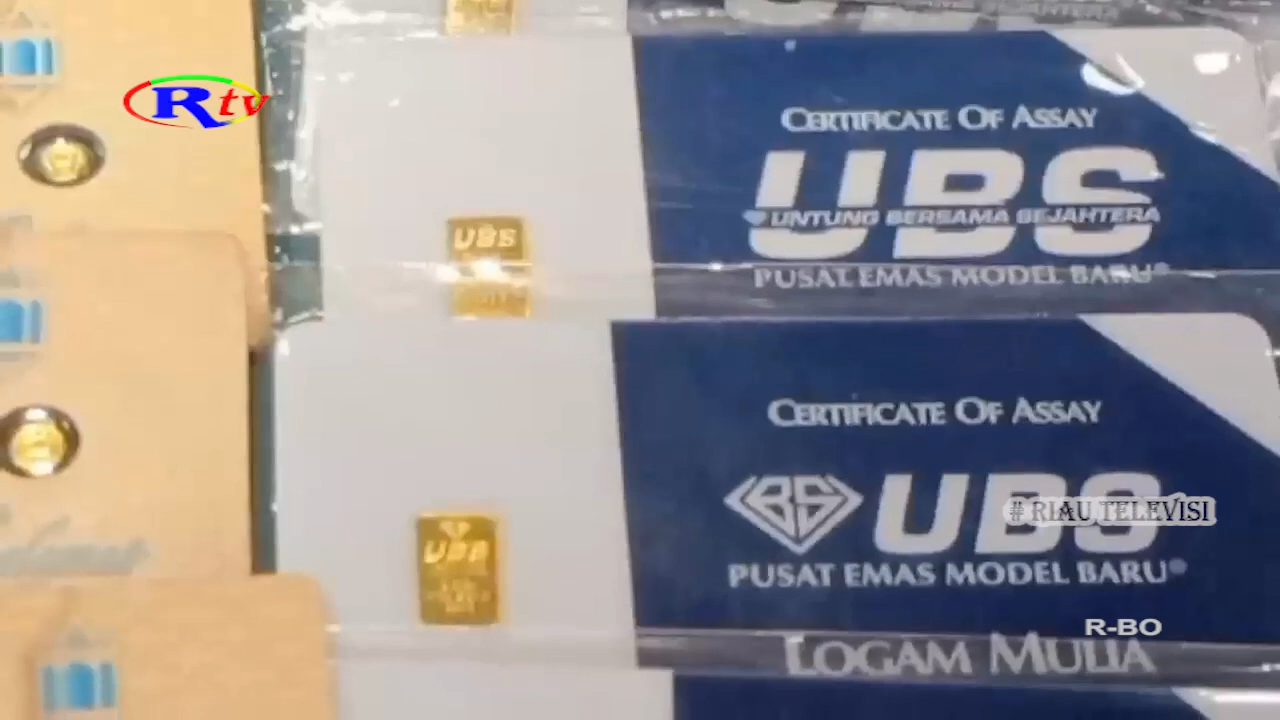 Rtv
CERTIFICATE OF ASSAY
UBS
UNTUNG BERSAMA SEJAHTERA
PUSAT EMAS MODEL BARU®
UBS
CERTIFICATE OF ASSAY
BS UBS
# RIAU TELEVISI
PUSAT EMAS MODEL BARU®
UBS
R-BO
LOGAM MULIA